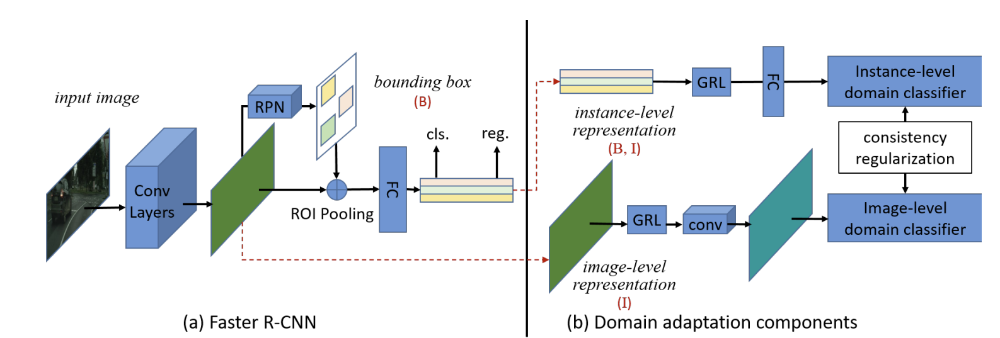 input image
Conv
Layers
RPN
bounding box
(B)
cls.
reg.
FC
ROI Pooling
(a) Faster R-CNN
instance-level
representation
(B, I)
GRL
FC
Instance-level
domain classifier
consistency
regularization
GRL
conv
Image-level
domain classifier
image-level
representation
(I)
(b) Domain adaptation components